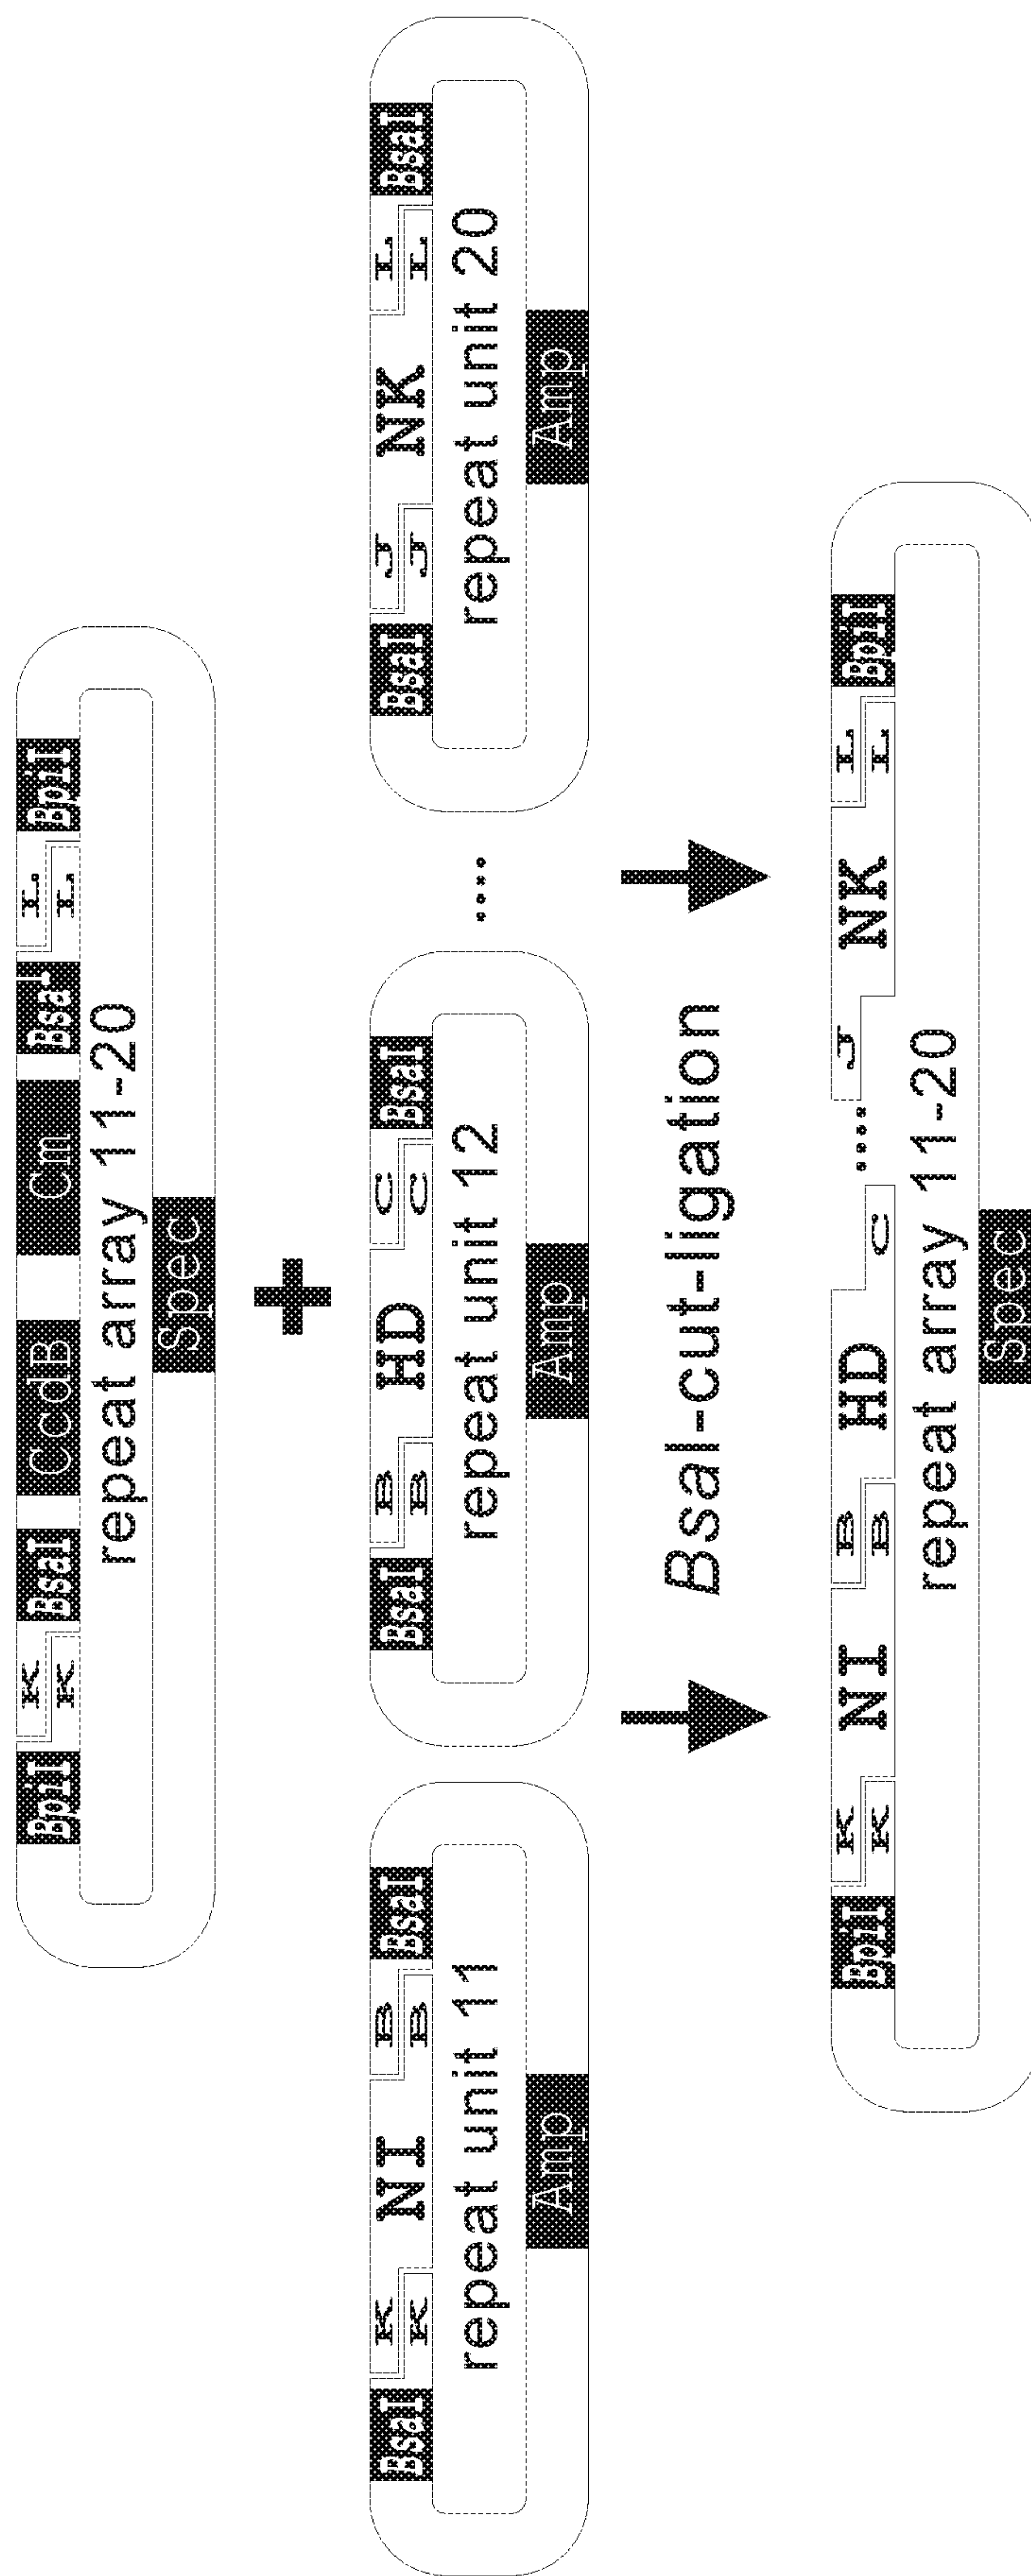 BpiI K K BsaI CcdB Cm BsaI L L BpiI
repeat array 11-20
Spec
+
BsaI K K NI B B BsaI
repeat unit 11
Amp
BsaI B B HD C C BsaI
repeat unit 12
Amp
....
BsaI J J NK L L BsaI
repeat unit 20
Amp
BsaI-cut-ligation
BpiI K K NI B B HD C .... J NK L L BpiI
repeat array 11-20
Spec